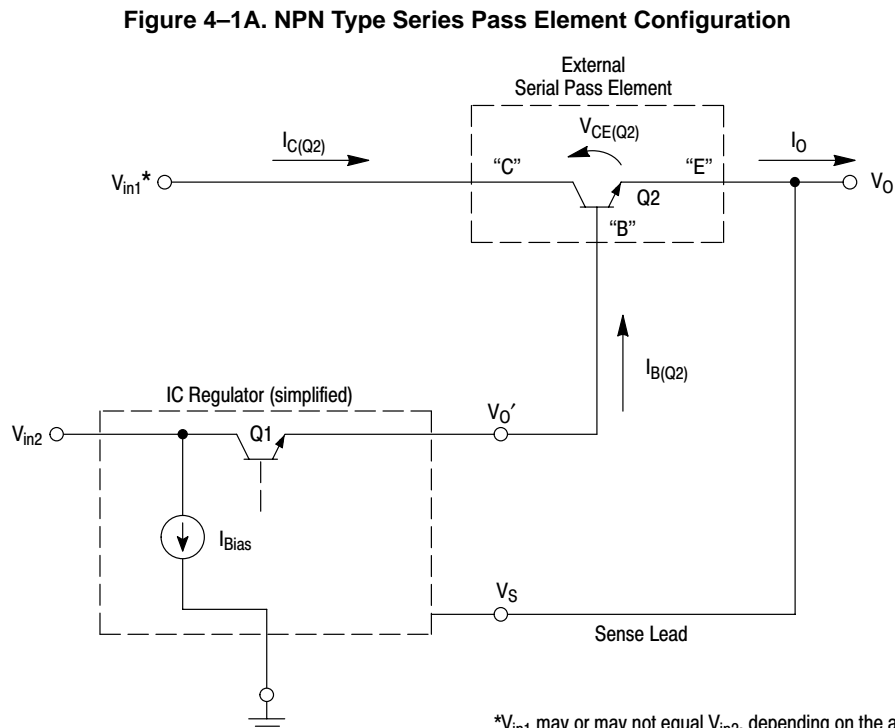 Figure 4–1A. NPN Type Series Pass Element Configuration
External
Serial Pass Element
I_C(Q2)
V_CE(Q2)
I_O
V_in1*
"C"
"E"
V_O
Q2
"B"
I_B(Q2)
IC Regulator (simplified)
V_O′
V_in2
Q1
I_Bias
V_S
Sense Lead
*V_in1 may or may not equal V_in2, depending on the a